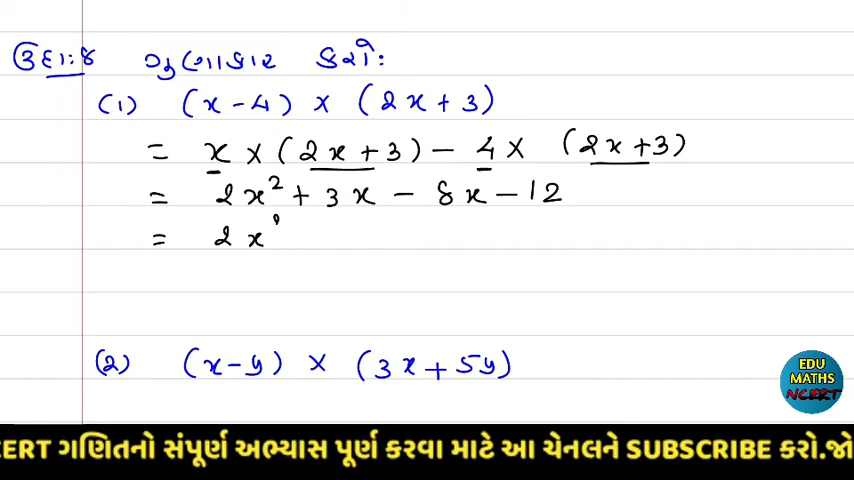 ઉદા:૪ ગુણાકાર કરો:
(1) (x-4) × (2x+3)
= x × (2x+3) - 4 × (2x+3)
= 2x² + 3x - 8x - 12
= 2x
(2) (x-y) × (3x+5y)
EDU
MATHS
NCERT
CERT ગણિતનો સંપૂર્ણ અભ્યાસ પૂર્ણ કરવા માટે આ ચેનલને SUBSCRIBE કરો.જો